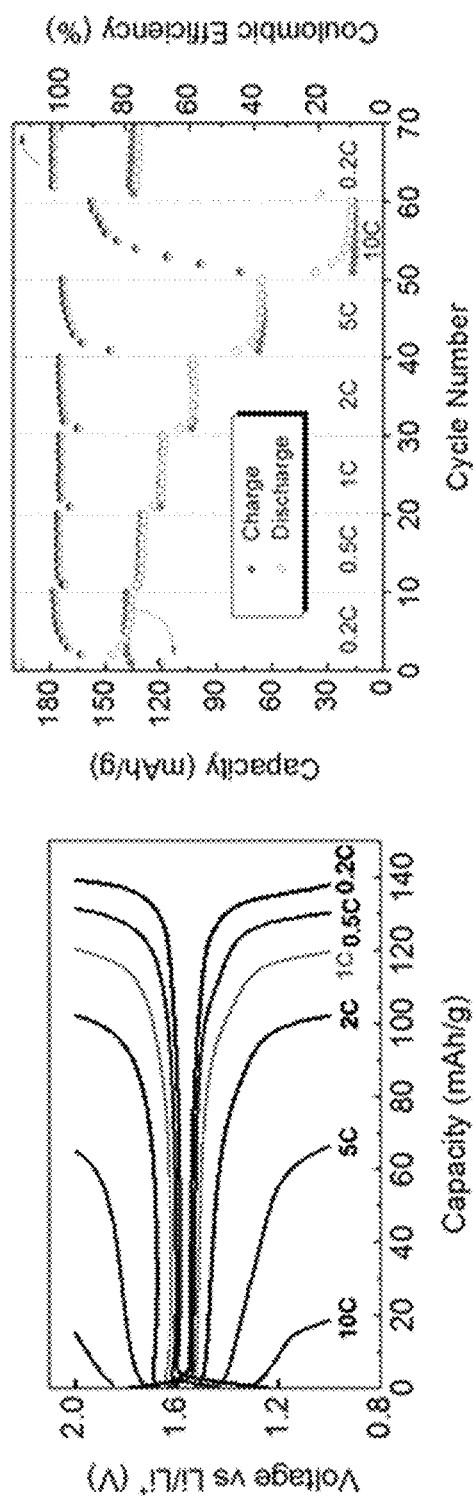 Voltage vs Li/Li⁺ (V)
2.0
1.6
1.2
0.8
10C
5C
2C
1C
0.5C
0.2C
0 20 40 60 80 100 120 140
Capacity (mAh/g)
Capacity (mAh/g)
180
150
120
90
60
30
0
Charge
Discharge
0.2C 0.5C 1C 2C 5C 10C 0.2C
0 10 20 30 40 50 60 70
Cycle Number
100
80
60
40
20
0
Coulombic Efficiency
(%)